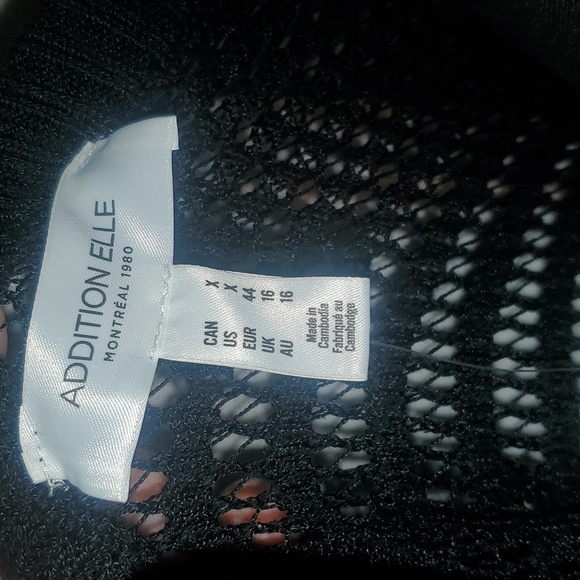 ADDITION ELLE
MONTRÉAL 1980
CAN X
US X
EUR 44
UK 16
AU 16
Made in
Cambodia
Fabriqué au
Cambodge